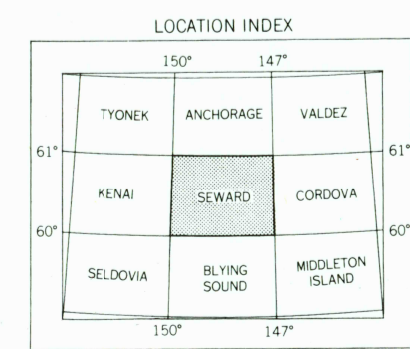 LOCATION INDEX
150° 147°
TYONEK ANCHORAGE VALDEZ
61° 61°
KENAI SEWARD CORDOVA
60° 60°
SELDOVIA BLYING SOUND MIDDLETON ISLAND
150° 147°